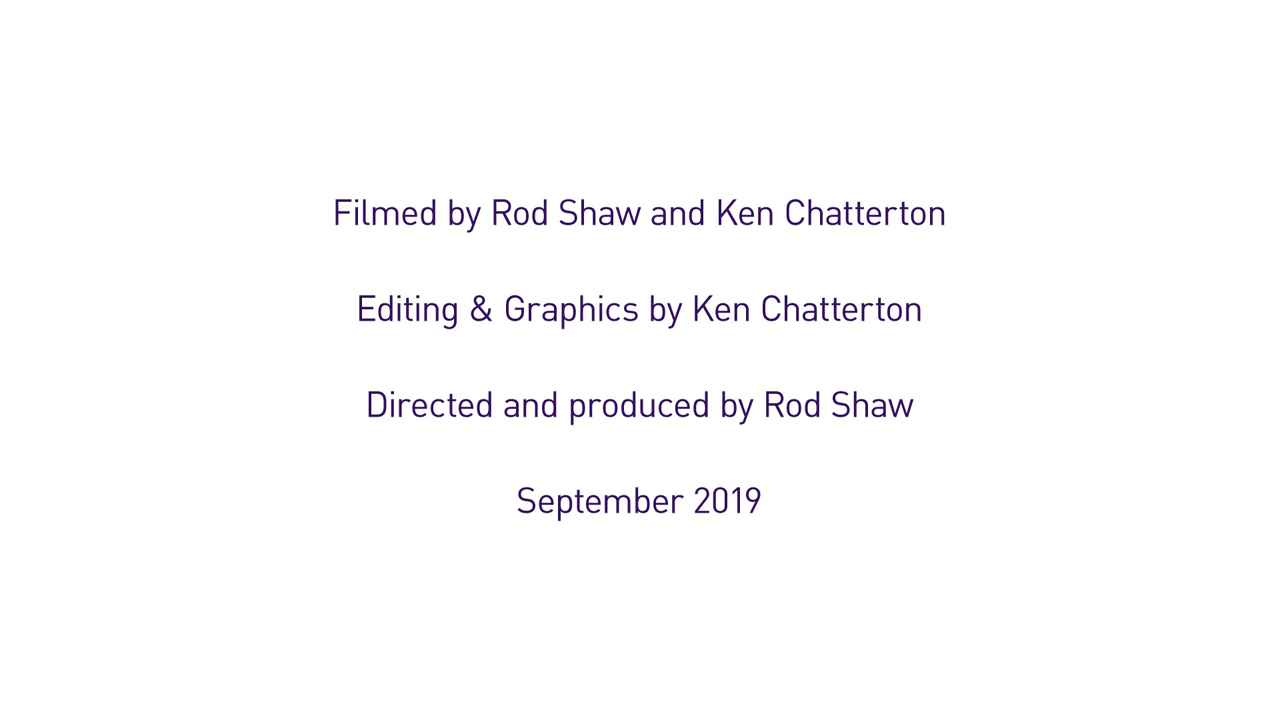 Filmed by Rod Shaw and Ken Chatterton
Editing & Graphics by Ken Chatterton
Directed and produced by Rod Shaw
September 2019